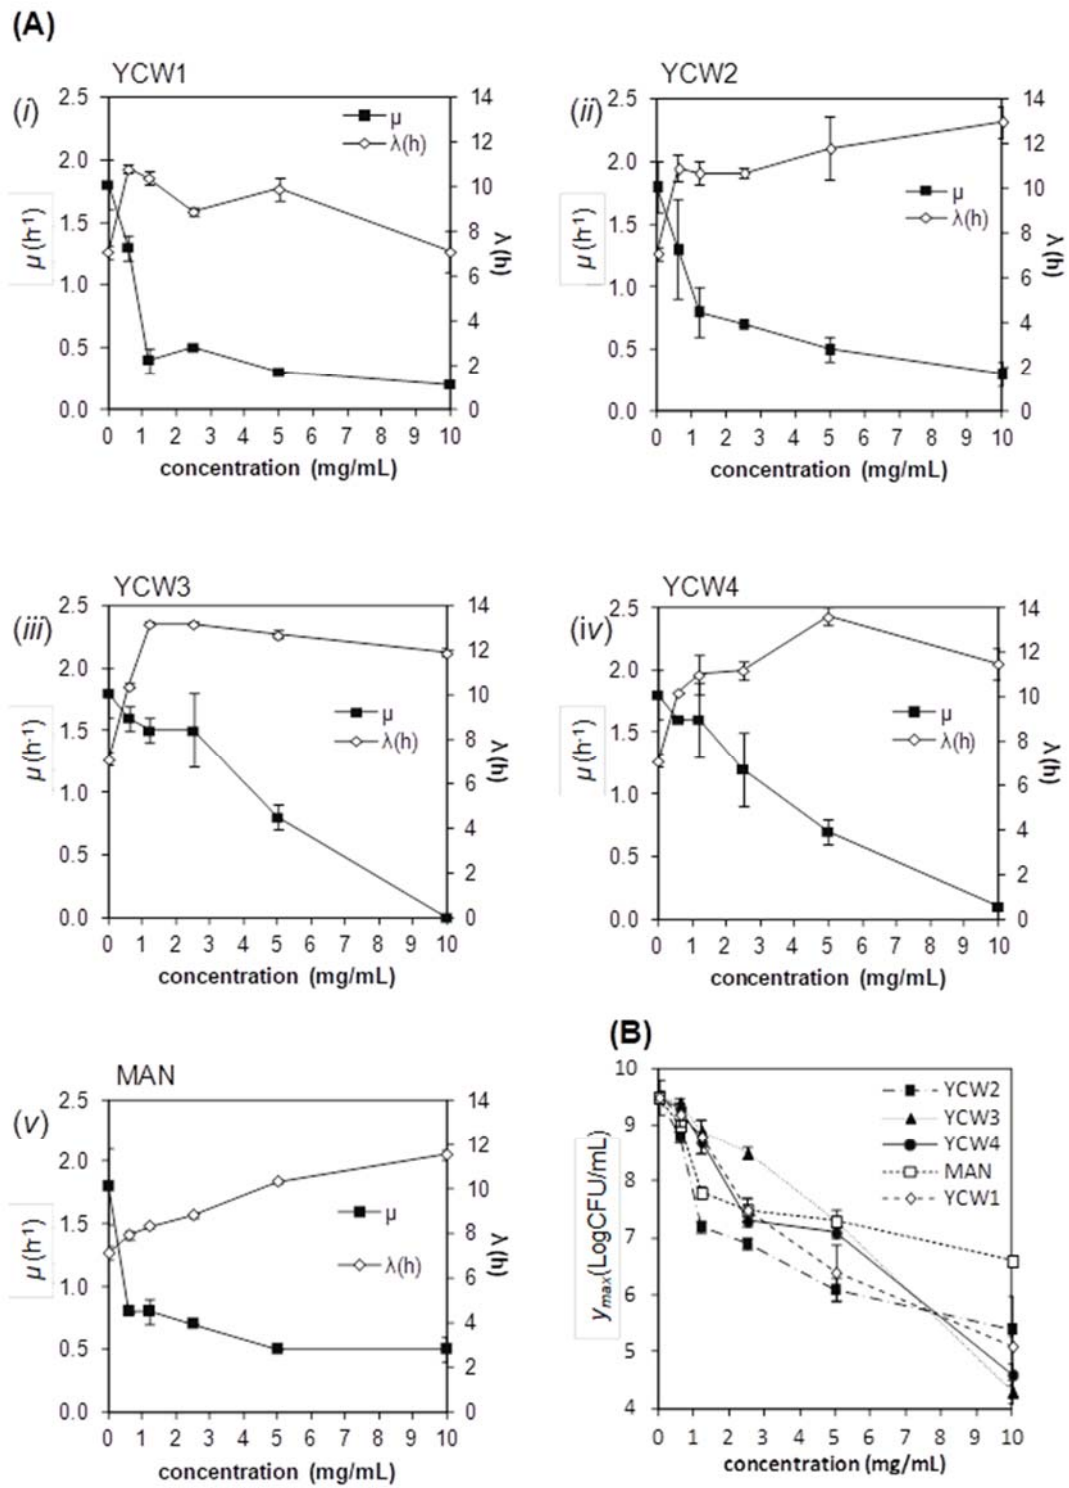 (A)
YCW1
(i)
2.5
2.0
1.5
1.0
0.5
0.0
μ (h-1)
14
12
10
8
6
4
2
0
λ (h)
μ
λ(h)
0 1 2 3 4 5 6 7 8 9 10
concentration (mg/mL)
YCW2
(ii)
2.5
2.0
1.5
1.0
0.5
0.0
μ (h-1)
14
12
10
8
6
4
2
0
λ (h)
μ
λ(h)
0 1 2 3 4 5 6 7 8 9 10
concentration (mg/mL)
YCW3
(iii)
2.5
2.0
1.5
1.0
0.5
0.0
μ (h-1)
14
12
10
8
6
4
2
0
λ (h)
μ
λ(h)
0 1 2 3 4 5 6 7 8 9 10
concentration (mg/mL)
YCW4
(iv)
2.5
2.0
1.5
1.0
0.5
0.0
μ (h-1)
14
12
10
8
6
4
2
0
λ (h)
μ
λ(h)
0 1 2 3 4 5 6 7 8 9 10
concentration (mg/mL)
MAN
(v)
2.5
2.0
1.5
1.0
0.5
0.0
μ (h-1)
14
12
10
8
6
4
2
0
λ (h)
μ
λ(h)
0 1 2 3 4 5 6 7 8 9 10
concentration (mg/mL)
(B)
10
9
8
7
6
5
4
ymax(LogCFU/mL)
YCW2
YCW3
YCW4
MAN
YCW1
0 1 2 3 4 5 6 7 8 9 10
concentration (mg/mL)